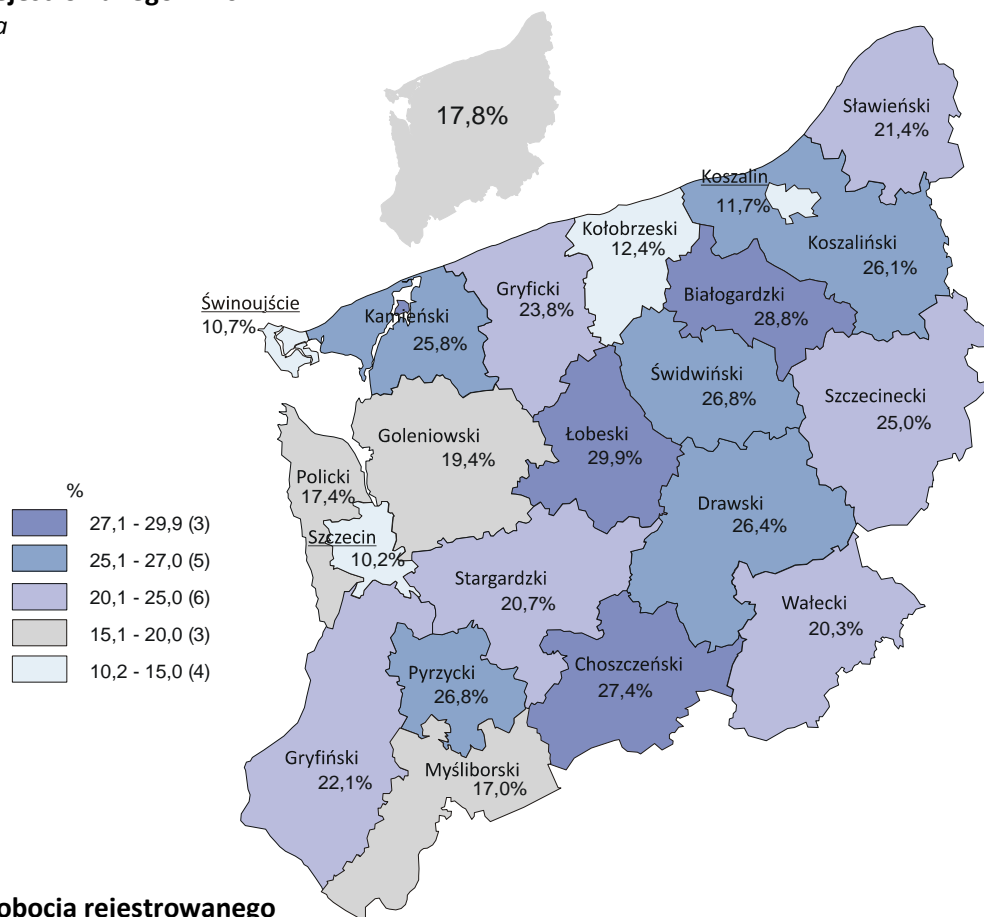 a
17,8%
Sławieński
21,4%
Koszalin
11,7%
Kołobrzeski
12,4%
Koszaliński
26,1%
Gryficki
23,8%
Białogardzki
28,8%
Świnoujście
10,7%
Kamieński
25,8%
Świdwiński
26,8%
Szczecinecki
25,0%
Goleniowski
19,4%
Łobeski
29,9%
Policki
17,4%
Drawski
26,4%
Szczecin
10,2%
Stargardzki
20,7%
Wałecki
20,3%
Choszczeński
27,4%
Pyrzycki
26,8%
Gryfiński
22,1%
Myśliborski
17,0%
%
27,1 - 29,9 (3)
25,1 - 27,0 (5)
20,1 - 25,0 (6)
15,1 - 20,0 (3)
10,2 - 15,0 (4)
obocia rejestrowanego